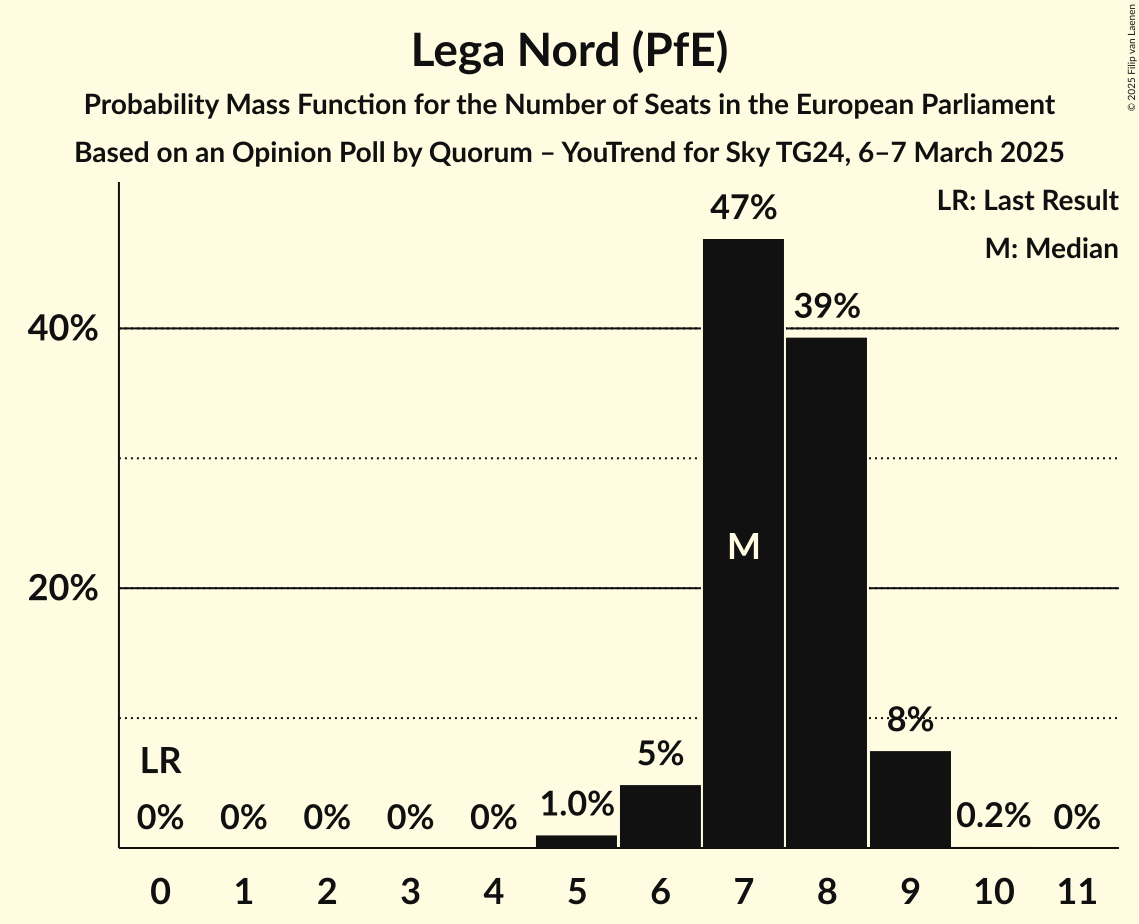 Lega Nord (PfE)
Probability Mass Function for the Number of Seats in the European Parliament
Based on an Opinion Poll by Quorum – YouTrend for Sky TG24, 6–7 March 2025
© 2025 Filip van Laenen
LR: Last Result
M: Median
47%
39%
40%
M
20%
8%
LR
5%
0% 0% 0% 0% 0% 1.0% 0.2% 0%
0 1 2 3 4 5 6 7 8 9 10 11